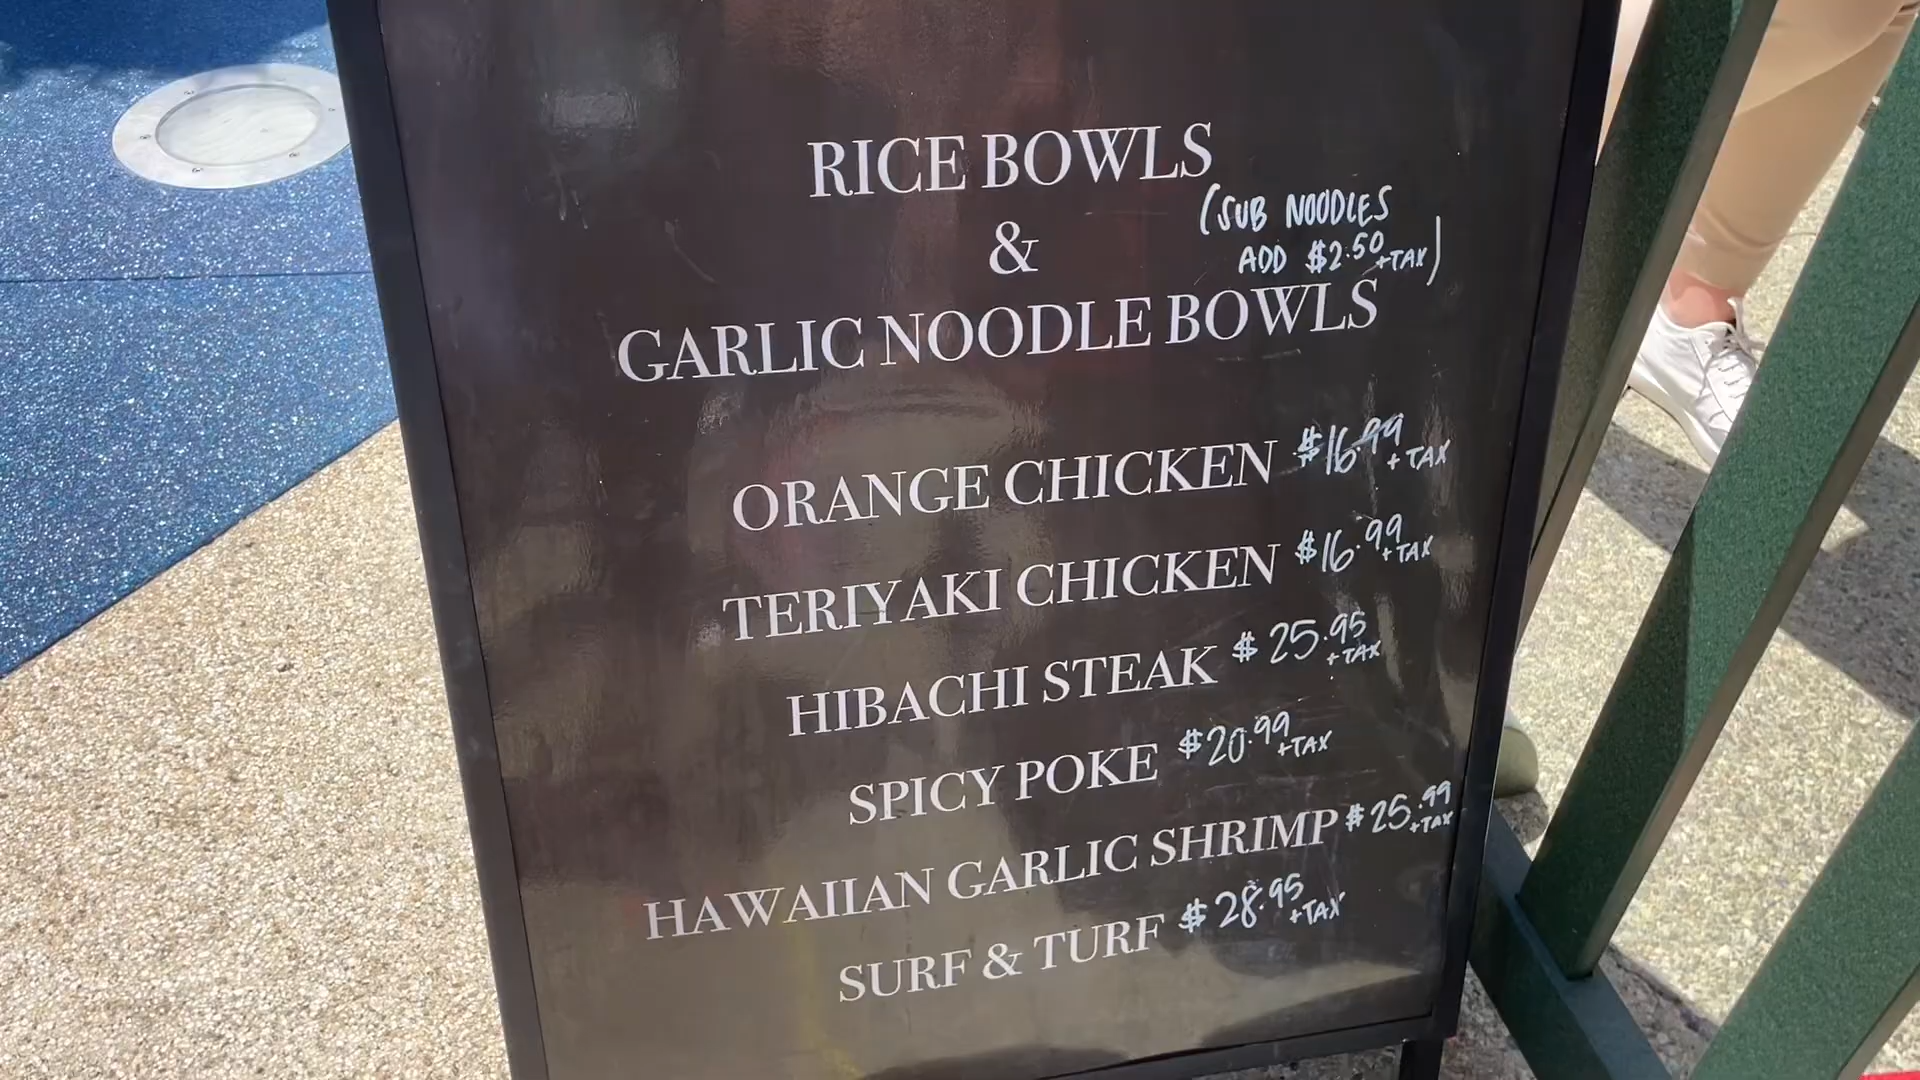 RICE BOWLS
(SUB NOODLES
ADD $2.50 +TAX)
&
GARLIC NOODLE BOWLS
ORANGE CHICKEN $16.99 +TAX
TERIYAKI CHICKEN $16.99 +TAX
HIBACHI STEAK $25.95 +TAX
SPICY POKE $20.99 +TAX
HAWAIIAN GARLIC SHRIMP $25.99 +TAX
SURF & TURF $28.95 +TAX